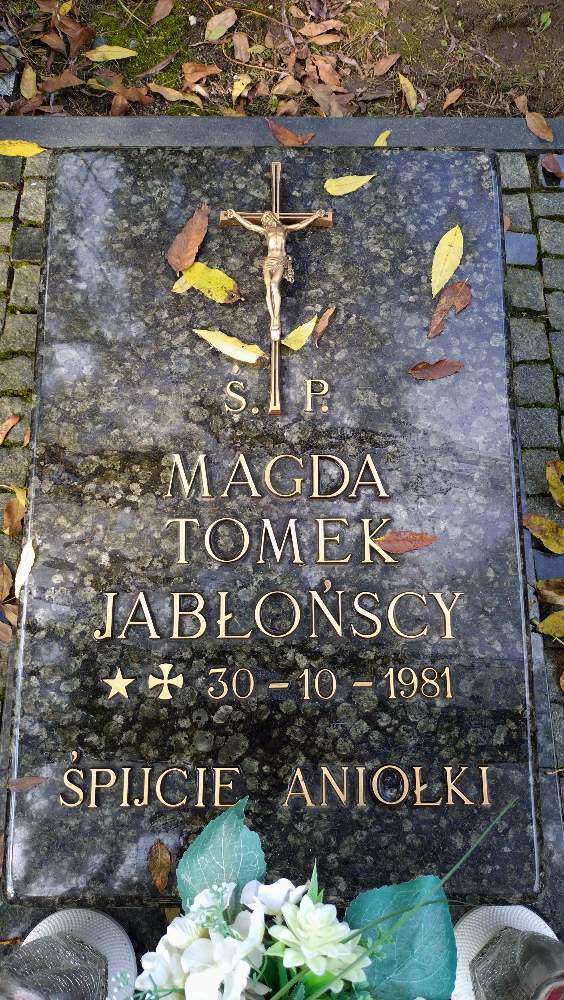 Ś. P.
MAGDA
TOMEK
JABŁOŃSCY
30-10-1981
ŚPIJCIE ANIOŁKI